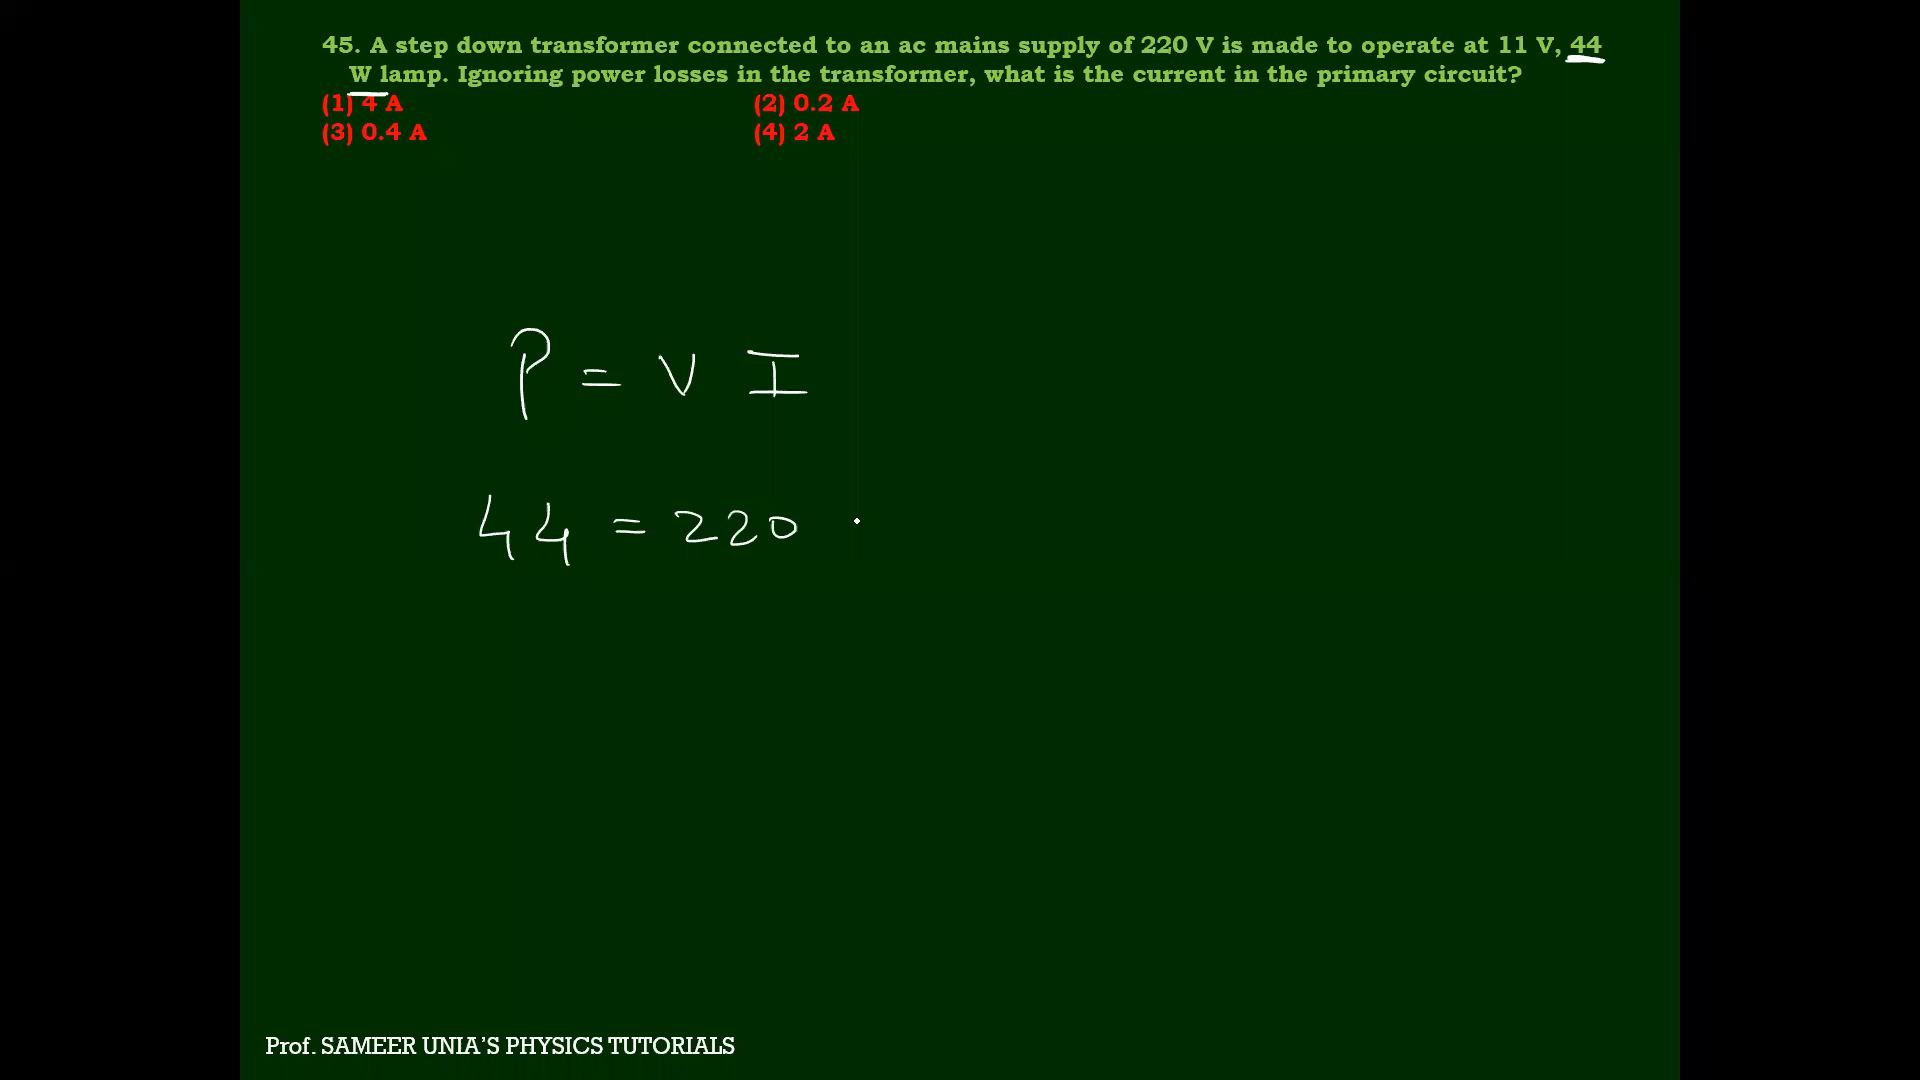 45. A step down transformer connected to an ac mains supply of 220 V is made to operate at 11 V, 44
W lamp. Ignoring power losses in the transformer, what is the current in the primary circuit?
(1) 4 A (2) 0.2 A
(3) 0.4 A (4) 2 A
P = V I
44 = 220
Prof. SAMEER UNIA'S PHYSICS TUTORIALS